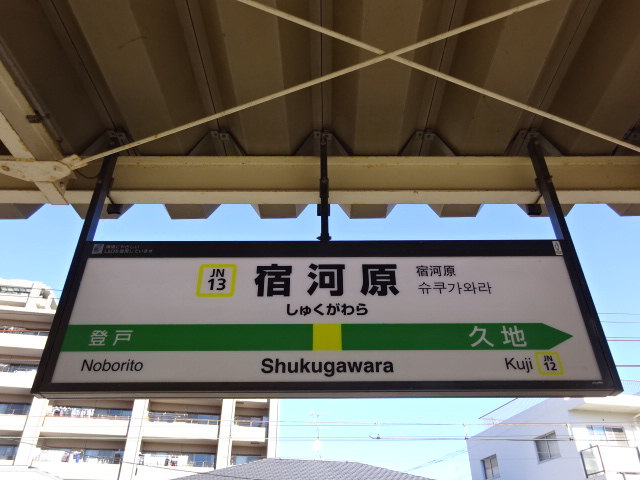 JN
13
宿河原
宿河原
슈쿠가와라
しゅくがわら
登戸
久地
Noborito
Shukugawara
Kuji
JN
12